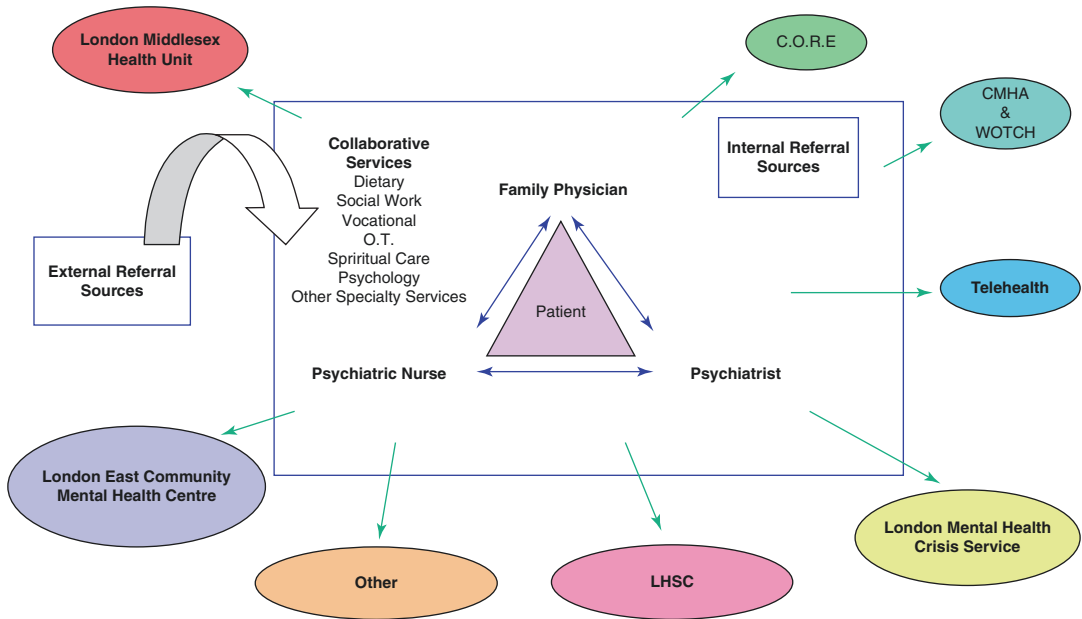 London Middlesex
Health Unit
C.O.R.E
CMHA
&
WOTCH
Collaborative
Services
Dietary
Social Work
Vocational
O.T.
Spriritual Care
Psychology
Other Specialty Services
Family Physician
Internal Referral
Sources
External Referral
Sources
Telehealth
Patient
Psychiatric Nurse
Psychiatrist
London East Community
Mental Health Centre
London Mental Health
Crisis Service
Other
LHSC